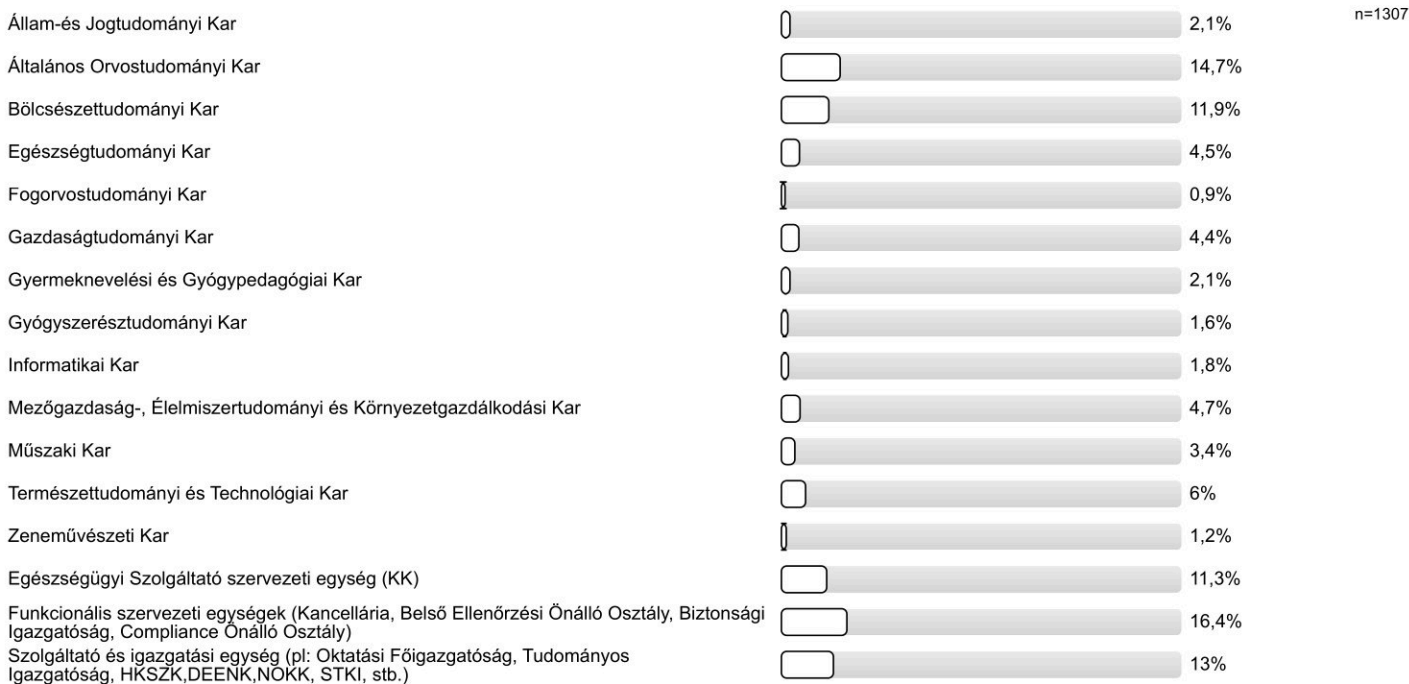 Állam-és Jogtudományi Kar 2,1% n=1307
Általános Orvostudományi Kar 14,7%
Bölcsészettudományi Kar 11,9%
Egészségtudományi Kar 4,5%
Fogorvostudományi Kar 0,9%
Gazdaságtudományi Kar 4,4%
Gyermeknevelési és Gyógypedagógiai Kar 2,1%
Gyógyszerésztudományi Kar 1,6%
Informatikai Kar 1,8%
Mezőgazdaság-, Élelmiszertudományi és Környezetgazdálkodási Kar 4,7%
Műszaki Kar 3,4%
Természettudományi és Technológiai Kar 6%
Zeneművészeti Kar 1,2%
Egészségügyi Szolgáltató szervezeti egység (KK) 11,3%
Funkcionális szervezeti egységek (Kancellária, Belső Ellenőrzési Önálló Osztály, Biztonsági
Igazgatóság, Compliance Önálló Osztály) 16,4%
Szolgáltató és igazgatási egység (pl: Oktatási Főigazgatóság, Tudományos
Igazgatóság, HKSZK,DEENK,NOKK, STKI, stb.) 13%